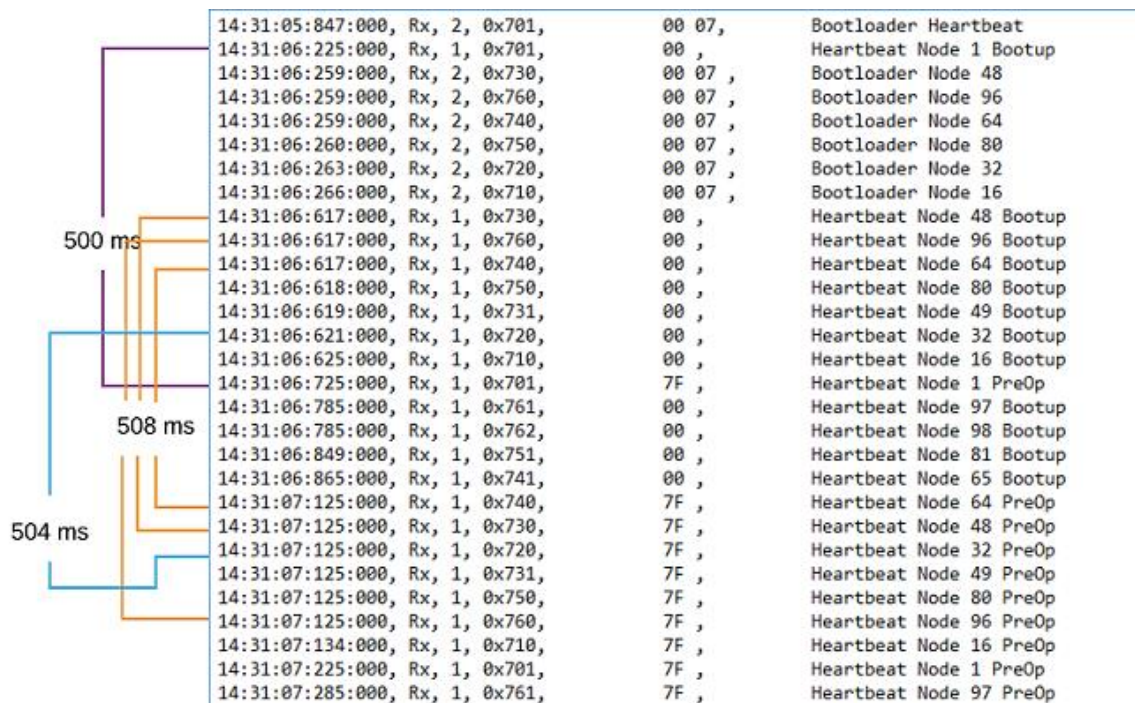 14:31:05:847:000, Rx, 2, 0x701, 00 07, Bootloader Heartbeat
14:31:06:225:000, Rx, 1, 0x701, 00 , Heartbeat Node 1 Bootup
14:31:06:259:000, Rx, 2, 0x730, 00 07 , Bootloader Node 48
14:31:06:259:000, Rx, 2, 0x760, 00 07 , Bootloader Node 96
14:31:06:259:000, Rx, 2, 0x740, 00 07 , Bootloader Node 64
14:31:06:260:000, Rx, 2, 0x750, 00 07 , Bootloader Node 80
14:31:06:263:000, Rx, 2, 0x720, 00 07 , Bootloader Node 32
14:31:06:266:000, Rx, 2, 0x710, 00 07 , Bootloader Node 16
14:31:06:617:000, Rx, 1, 0x730, 00 , Heartbeat Node 48 Bootup
500 ms
14:31:06:617:000, Rx, 1, 0x760, 00 , Heartbeat Node 96 Bootup
14:31:06:617:000, Rx, 1, 0x740, 00 , Heartbeat Node 64 Bootup
14:31:06:618:000, Rx, 1, 0x750, 00 , Heartbeat Node 80 Bootup
14:31:06:619:000, Rx, 1, 0x731, 00 , Heartbeat Node 49 Bootup
14:31:06:621:000, Rx, 1, 0x720, 00 , Heartbeat Node 32 Bootup
14:31:06:625:000, Rx, 1, 0x710, 00 , Heartbeat Node 16 Bootup
14:31:06:725:000, Rx, 1, 0x701, 7F , Heartbeat Node 1 PreOp
14:31:06:785:000, Rx, 1, 0x761, 00 , Heartbeat Node 97 Bootup
508 ms
14:31:06:785:000, Rx, 1, 0x762, 00 , Heartbeat Node 98 Bootup
14:31:06:849:000, Rx, 1, 0x751, 00 , Heartbeat Node 81 Bootup
14:31:06:865:000, Rx, 1, 0x741, 00 , Heartbeat Node 65 Bootup
14:31:07:125:000, Rx, 1, 0x740, 7F , Heartbeat Node 64 PreOp
504 ms
14:31:07:125:000, Rx, 1, 0x730, 7F , Heartbeat Node 48 PreOp
14:31:07:125:000, Rx, 1, 0x720, 7F , Heartbeat Node 32 PreOp
14:31:07:125:000, Rx, 1, 0x731, 7F , Heartbeat Node 49 PreOp
14:31:07:125:000, Rx, 1, 0x750, 7F , Heartbeat Node 80 PreOp
14:31:07:125:000, Rx, 1, 0x760, 7F , Heartbeat Node 96 PreOp
14:31:07:134:000, Rx, 1, 0x710, 7F , Heartbeat Node 16 PreOp
14:31:07:225:000, Rx, 1, 0x701, 7F , Heartbeat Node 1 PreOp
14:31:07:285:000, Rx, 1, 0x761, 7F , Heartbeat Node 97 PreOp